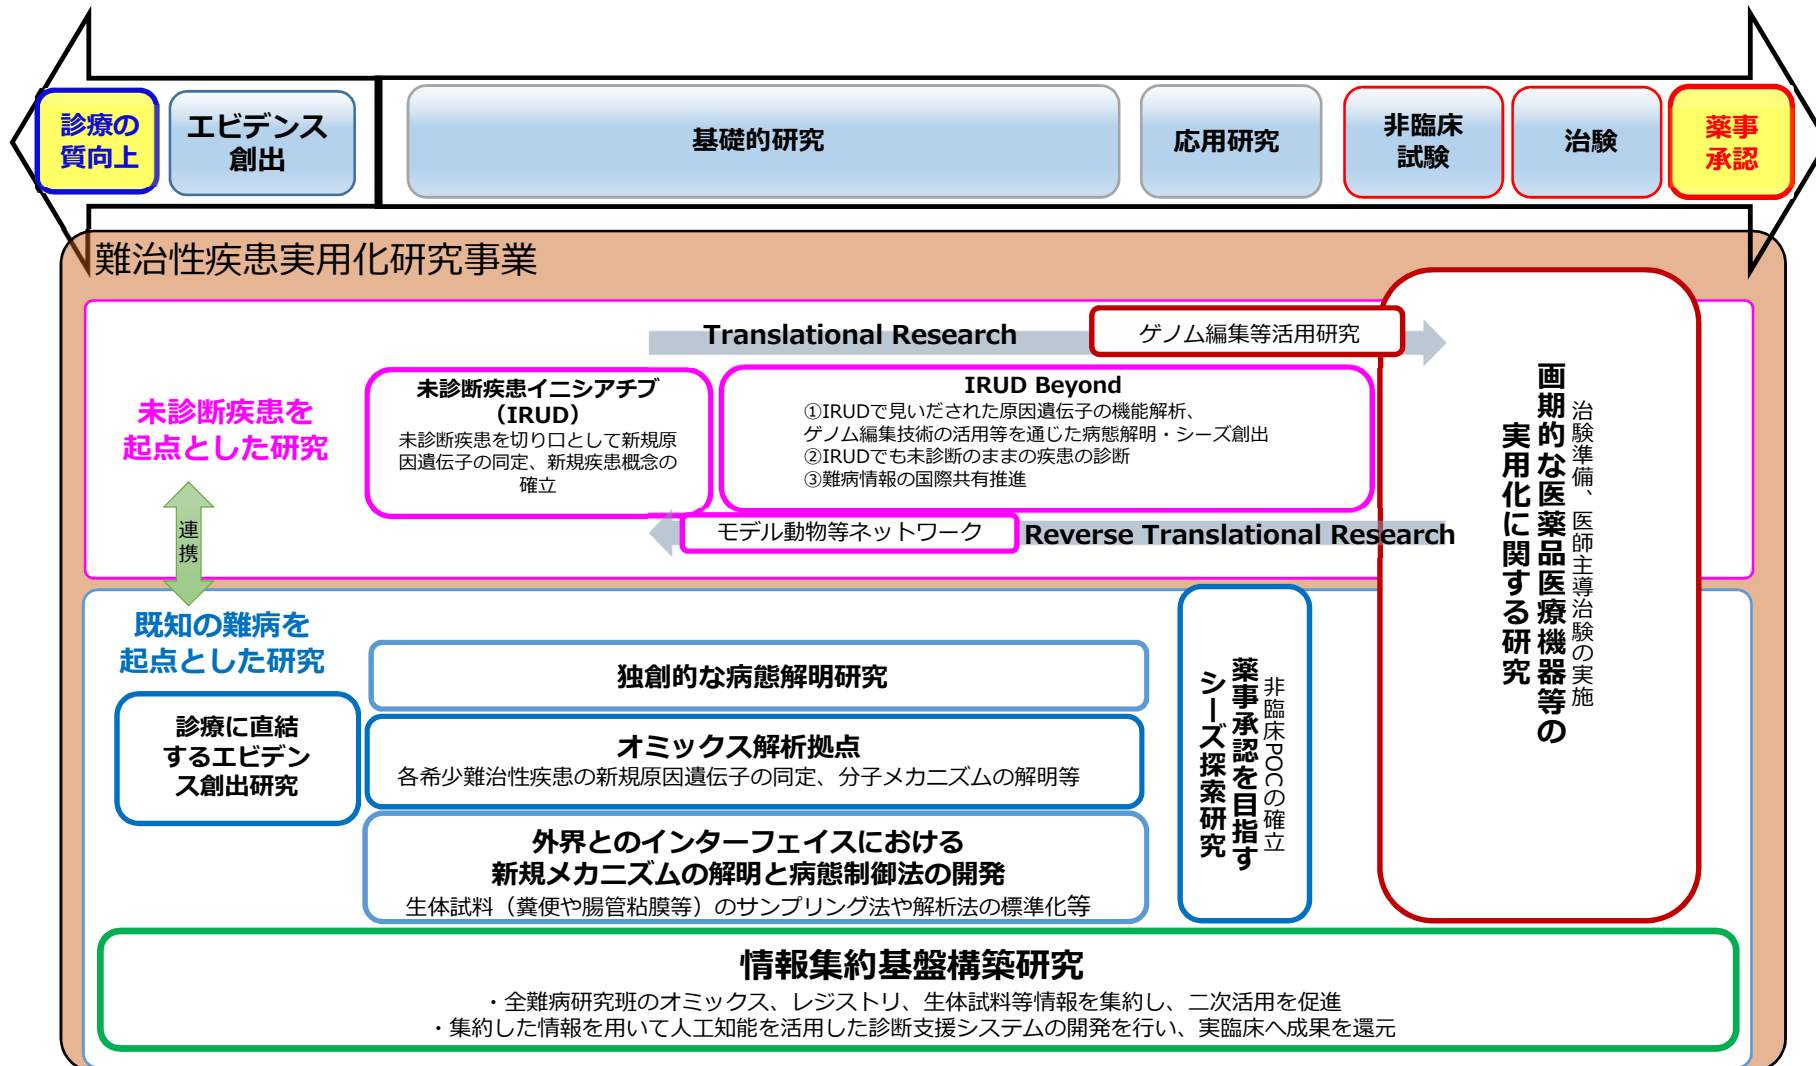 診療の
質向上
エビデンス
創出
基礎的研究
応用研究
非臨床
試験
治験
薬事
承認
難治性疾患実用化研究事業
Translational Research
ゲノム編集等活用研究
未診断疾患を
起点とした研究
未診断疾患イニシアチブ
（IRUD）
未診断疾患を切り口として新規原
因遺伝子の同定、新規疾患概念の
確立
IRUD Beyond
①IRUDで見いだされた原因遺伝子の機能解析、
ゲノム編集技術の活用等を通じた病態解明・シーズ創出
②IRUDでも未診断のままの疾患の診断
③難病情報の国際共有推進
モデル動物等ネットワーク
Reverse Translational Research
連
携
画期的な医薬品医療機器等の
実用化に関する研究
治験準備、医師主導治験の実施
既知の難病を
起点とした研究
診療に直結
するエビデン
ス創出研究
独創的な病態解明研究
オミックス解析拠点
各希少難治性疾患の新規原因遺伝子の同定、分子メカニズムの解明等
外界とのインターフェイスにおける
新規メカニズムの解明と病態制御法の開発
生体試料（糞便や腸管粘膜等）のサンプリング法や解析法の標準化等
薬事承認を目指す
シーズ探索研究
非臨床POCの確立
情報集約基盤構築研究
・全難病研究班のオミックス、レジストリ、生体試料等情報を集約し、二次活用を促進
・集約した情報を用いて人工知能を活用した診断支援システムの開発を行い、実臨床へ成果を還元